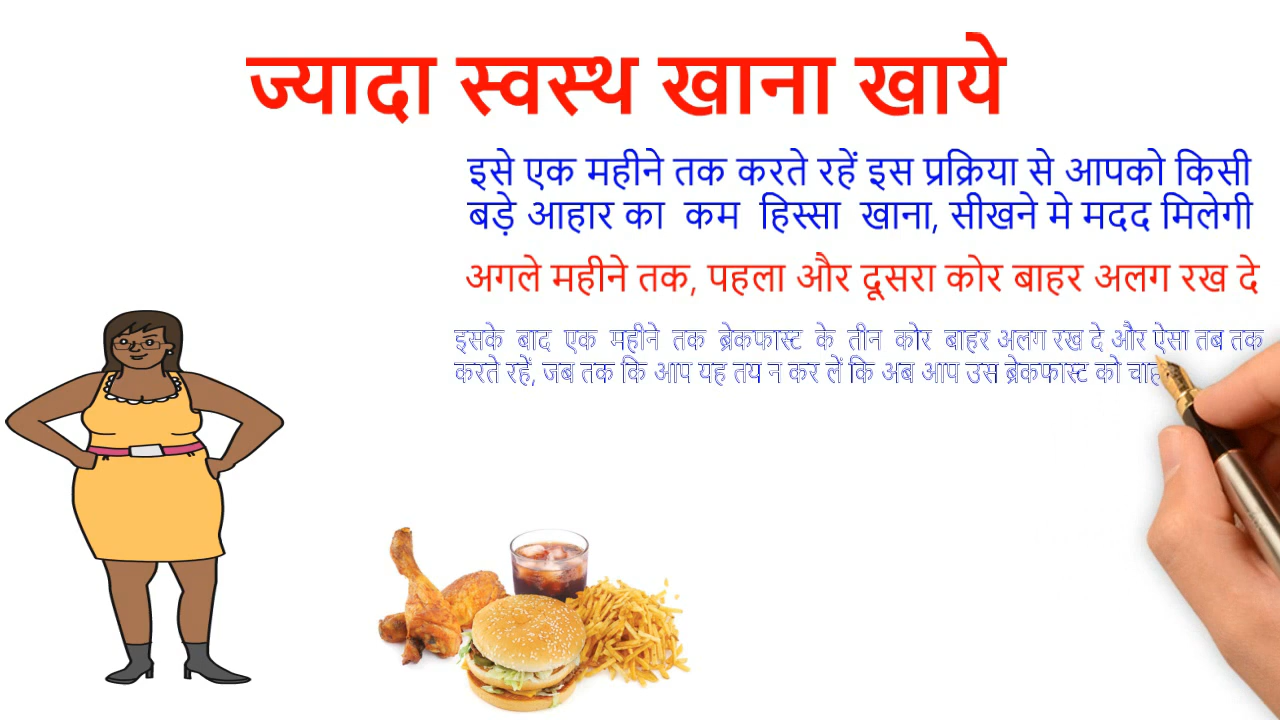 ज्यादा स्वस्थ खाना खाये
इसे एक महीने तक करते रहें इस प्रक्रिया से आपको किसी
बड़े आहार का कम हिस्सा खाना, सीखने मे मदद मिलेगी
अगले महीने तक, पहला और दूसरा कोर बाहर अलग रख दे
इसके बाद एक महीने तक ब्रेकफास्ट के तीन कोर बाहर अलग रख दे और ऐसा तब तक
करते रहें, जब तक कि आप यह तय न कर लें कि अब आप उस ब्रेकफास्ट को चाह